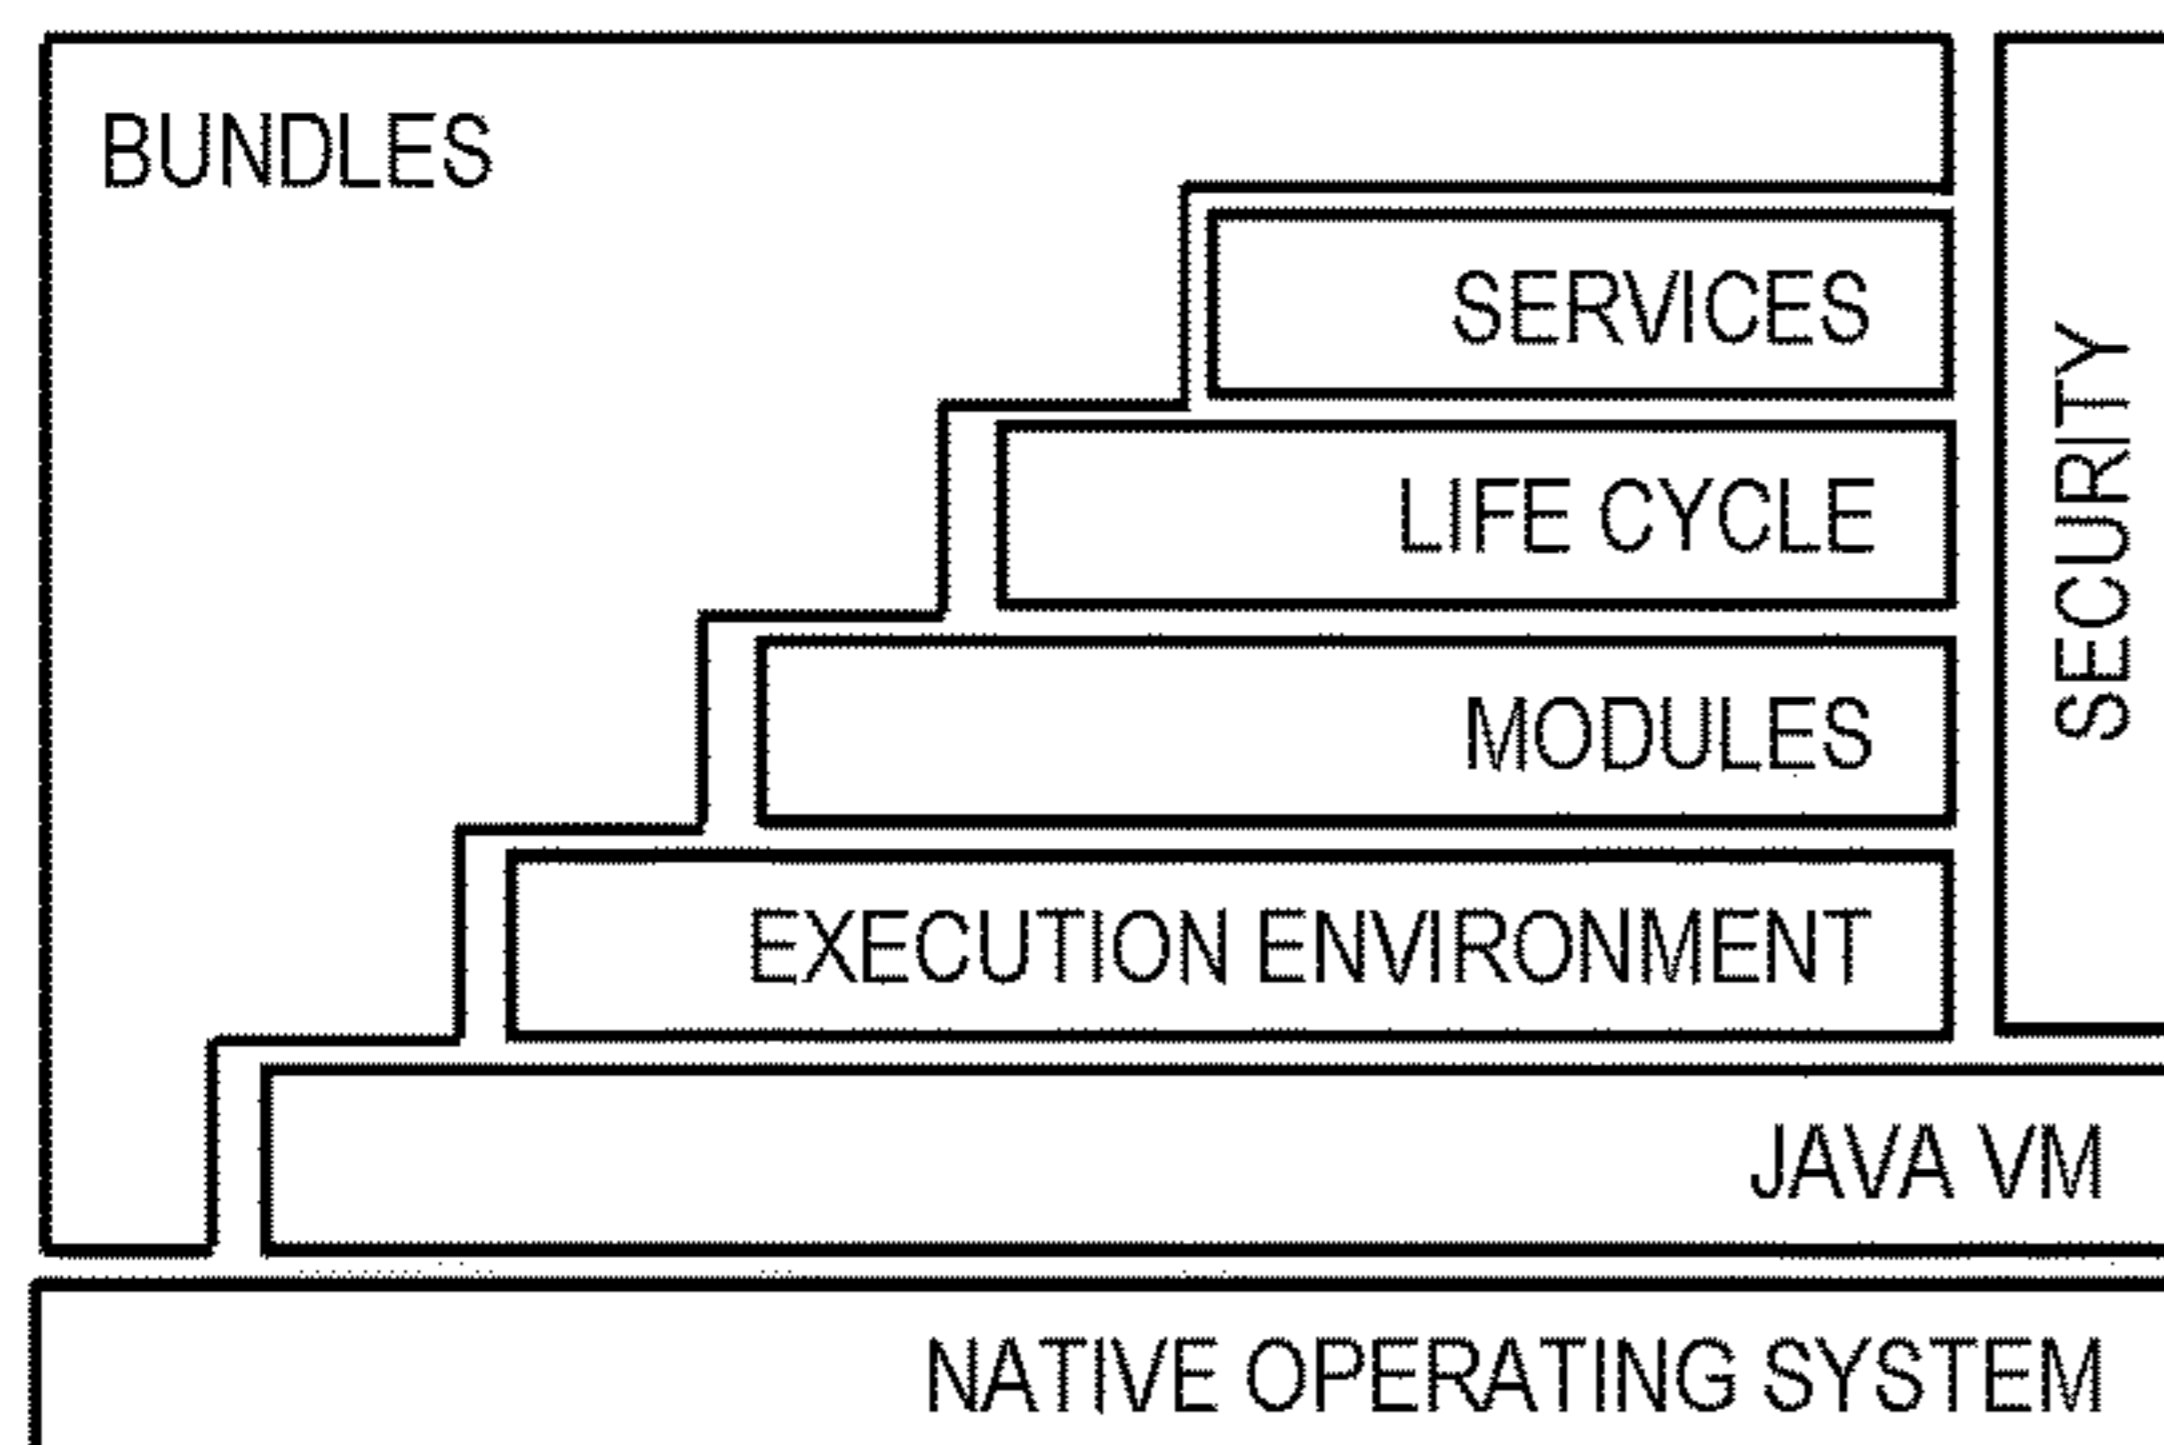 BUNDLES
SERVICES
LIFE CYCLE
MODULES
EXECUTION ENVIRONMENT
SECURITY
JAVA VM
NATIVE OPERATING SYSTEM